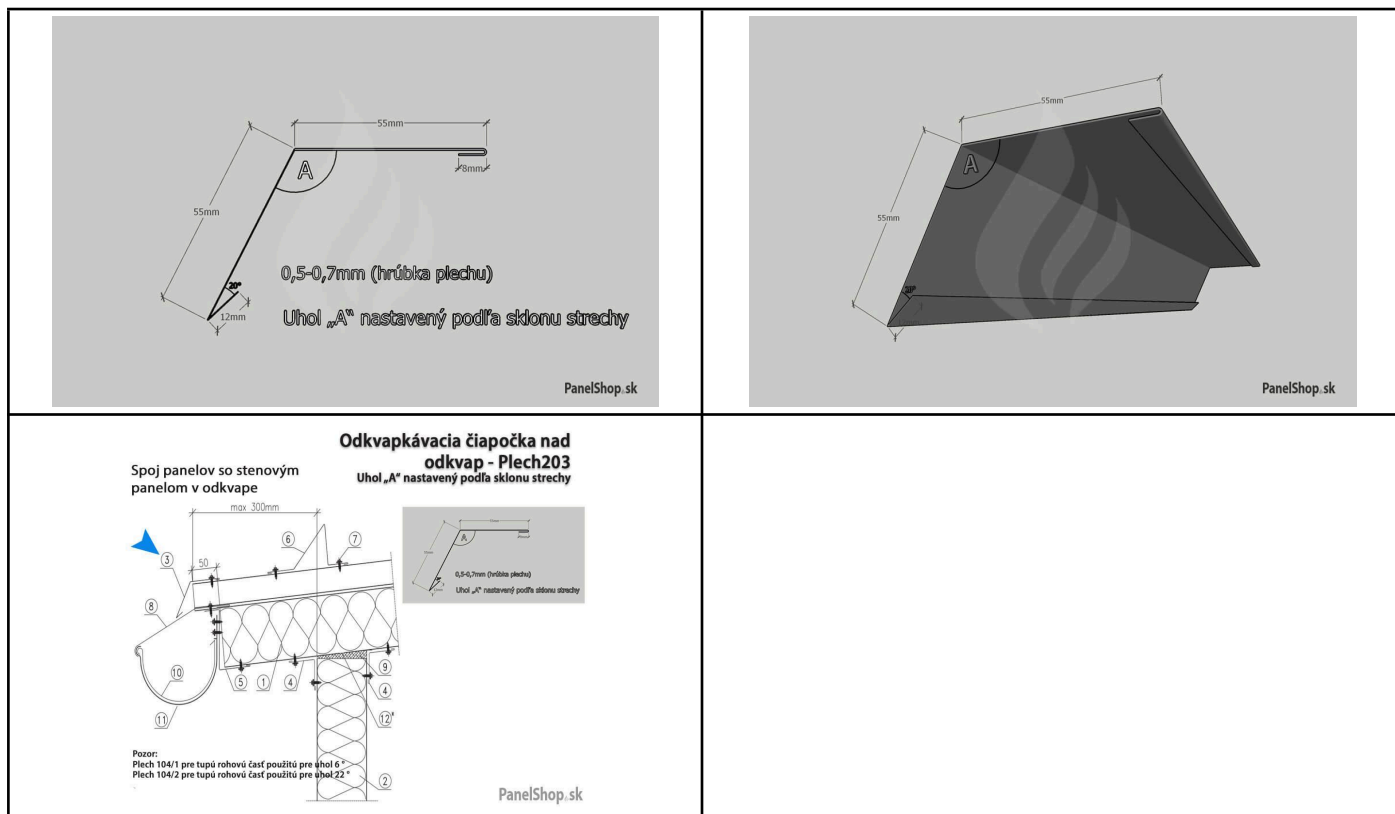 55mm
A
8mm
55mm
20°
12mm
0,5-0,7mm (hrúbka plechu)
Uhol „A“ nastavený podľa sklonu strechy
PanelShop.sk
55mm
A
55mm
20°
PanelShop.sk
Odkvapkávacia čiapočka nad
odkvap - Plech203
Uhol „A“ nastavený podľa sklonu strechy
Spoj panelov so stenovým
panelom v odkvape
max 300mm
6
7
3
50
8
A
0,5-0,7mm (hrúbka plechu)
Uhol „A“ nastavený podľa sklonu strechy
9
10
5
1
4
4
11
12*
Pozor:
Plech 104/1 pre tupú rohovú časť použitú pre uhol 6 °
Plech 104/2 pre tupú rohovú časť použitú pre uhol 22 °
2
PanelShop.sk